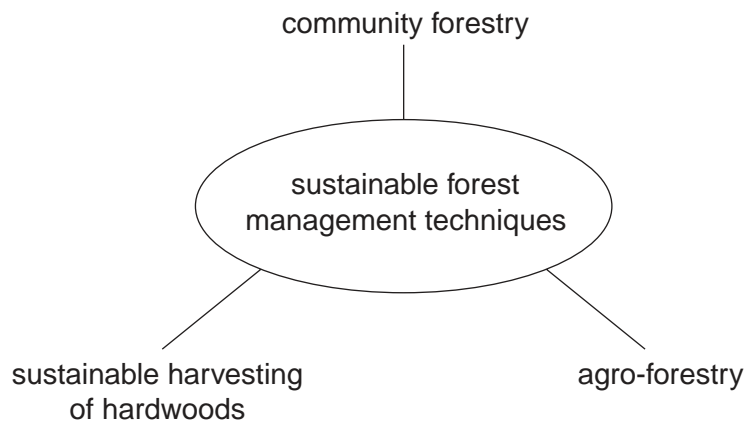 community forestry
sustainable forest
management techniques
sustainable harvesting
of hardwoods
agro-forestry